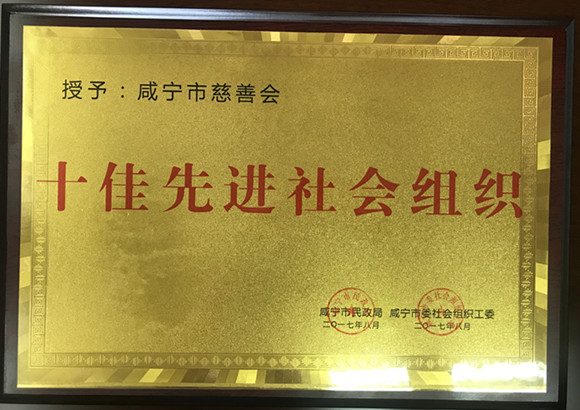 授予：咸宁市慈善会
十佳先进社会组织
咸宁市民政局 咸宁市委社会组织工委
二〇一七年八月 二〇一七年八月